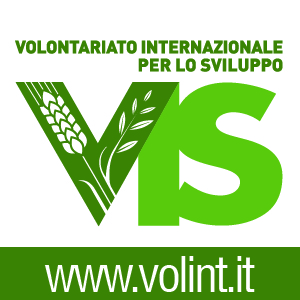 VOLONTARIATO INTERNAZIONALE
PER LO SVILUPPO
VIS
www.volint.it